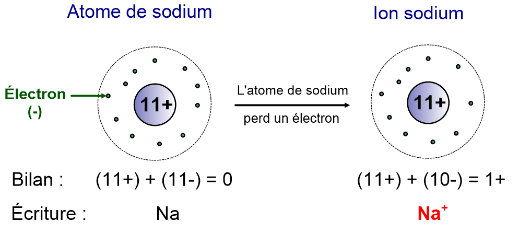 Atome de sodium
Ion sodium
Électron
(-)
11+
L'atome de sodium
perd un électron
11+
Bilan : (11+) + (11-) = 0
(11+) + (10-) = 1+
Écriture : Na
Na⁺